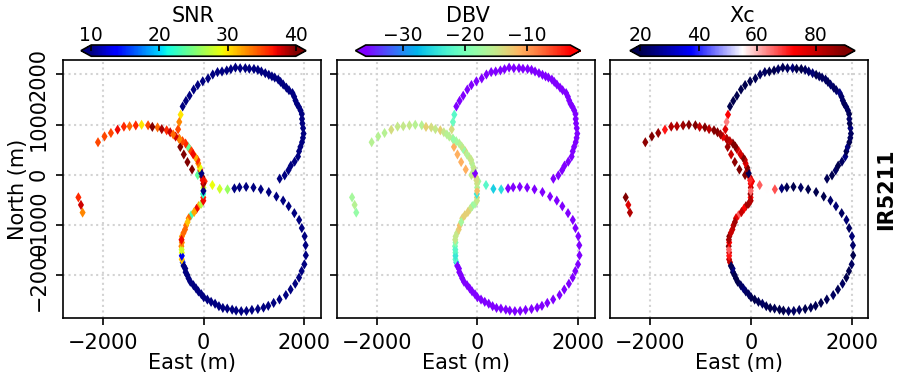 SNR DBV Xc
10 20 30 40 −30 −20 −10 20 40 60 80
2000
1000
0
−1000
−2000
North (m)
IR5211
−2000 0 2000 −2000 0 2000 −2000 0 2000
East (m) East (m) East (m)